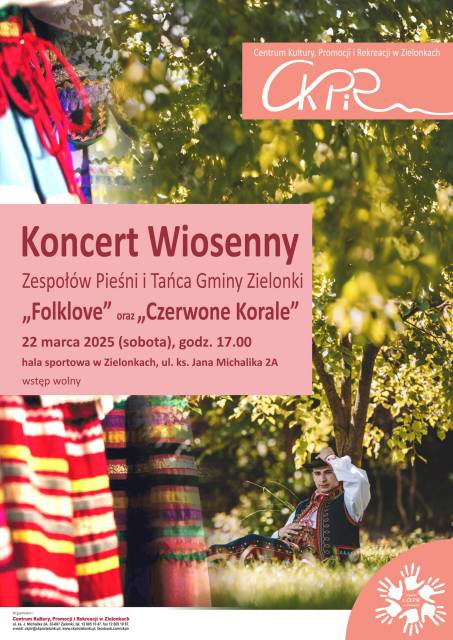 Centrum Kultury, Promocji i Rekreacji w Zielonkach
CKPiR
Koncert Wiosenny
Zespołów Pieśni i Tańca Gminy Zielonki
„Folklove” oraz „Czerwone Korale”
22 marca 2025 (sobota), godz. 17.00
hala sportowa w Zielonkach, ul. ks. Jana Michalika 2A
wstęp wolny
Organizator:
Centrum Kultury, Promocji i Rekreacji w Zielonkach